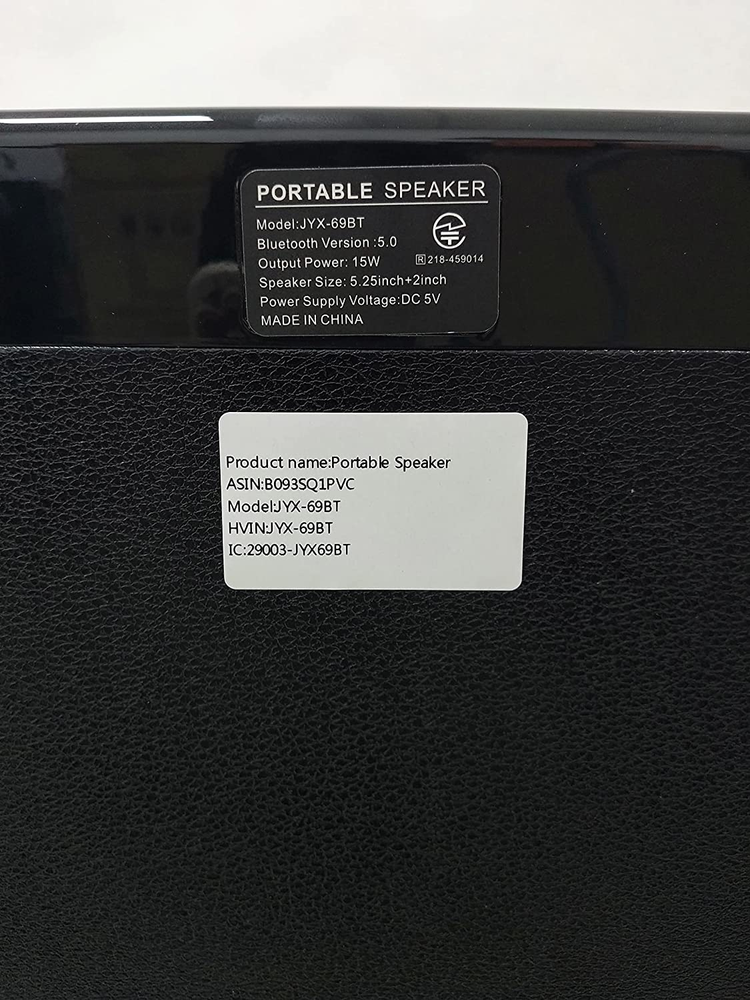 PORTABLE SPEAKER
Model:JYX-69BT
Bluetooth Version :5.0
Output Power: 15W
R 218-459014
Speaker Size: 5.25inch+2inch
Power Supply Voltage:DC 5V
MADE IN CHINA
Product name:Portable Speaker
ASIN:B093SQ1PVC
Model:JYX-69BT
HVIN:JYX-69BT
IC:29003-JYX69BT